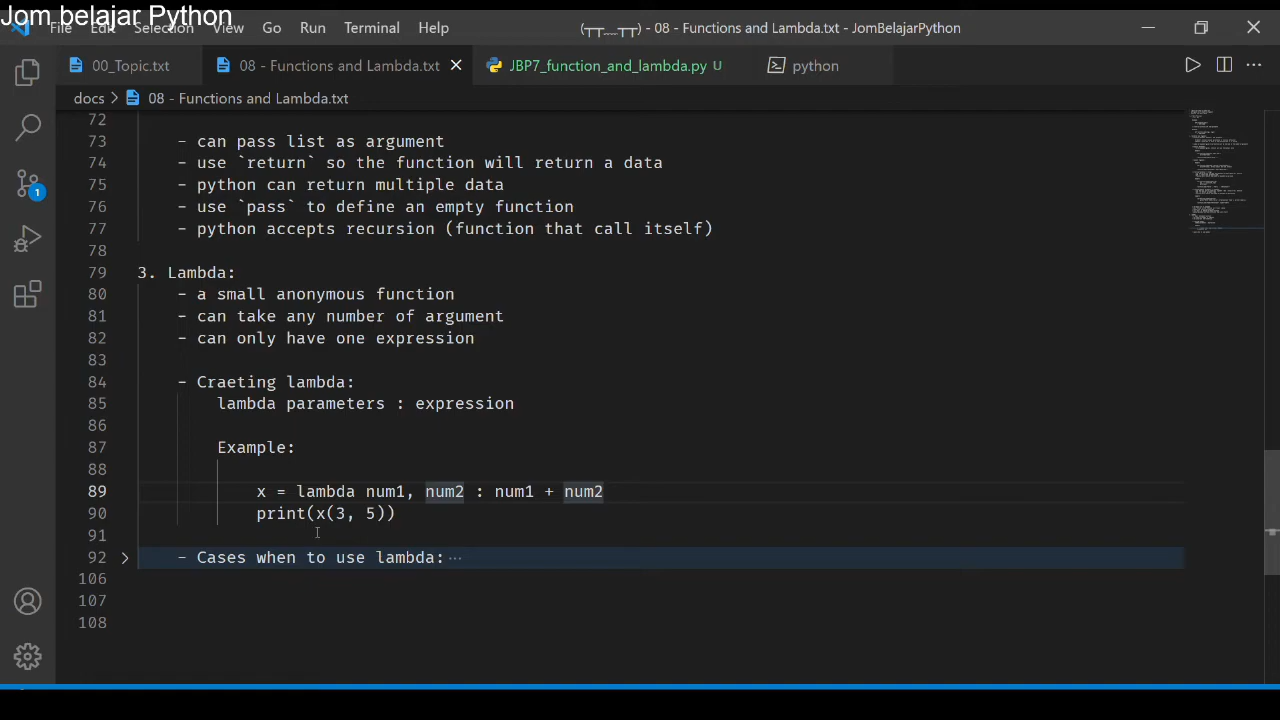 Jom belajar Python
File Edit Selection View Go Run Terminal Help (┬┬﹏┬┬) - 08 - Functions and Lambda.txt - JomBelajarPython
00_Topic.txt 08 - Functions and Lambda.txt JBP7_function_and_lambda.py U python
docs > 08 - Functions and Lambda.txt
72
73 - can pass list as argument
74 - use `return` so the function will return a data
75 - python can return multiple data
76 - use `pass` to define an empty function
77 - python accepts recursion (function that call itself)
78
79 3. Lambda:
80 - a small anonymous function
81 - can take any number of argument
82 - can only have one expression
83
84 - Craeting lambda:
85 lambda parameters : expression
86
87 Example:
88
89 x = lambda num1, num2 : num1 + num2
90 print(x(3, 5))
91
92 - Cases when to use lambda: ···
106
107
108
1